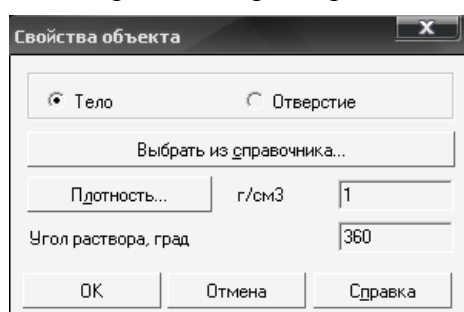 Свойства объекта x
Тело Отверстие
Выбрать из справочника...
Плотность... г/см3 1
Угол раствора, град 360
OK Отмена Справка